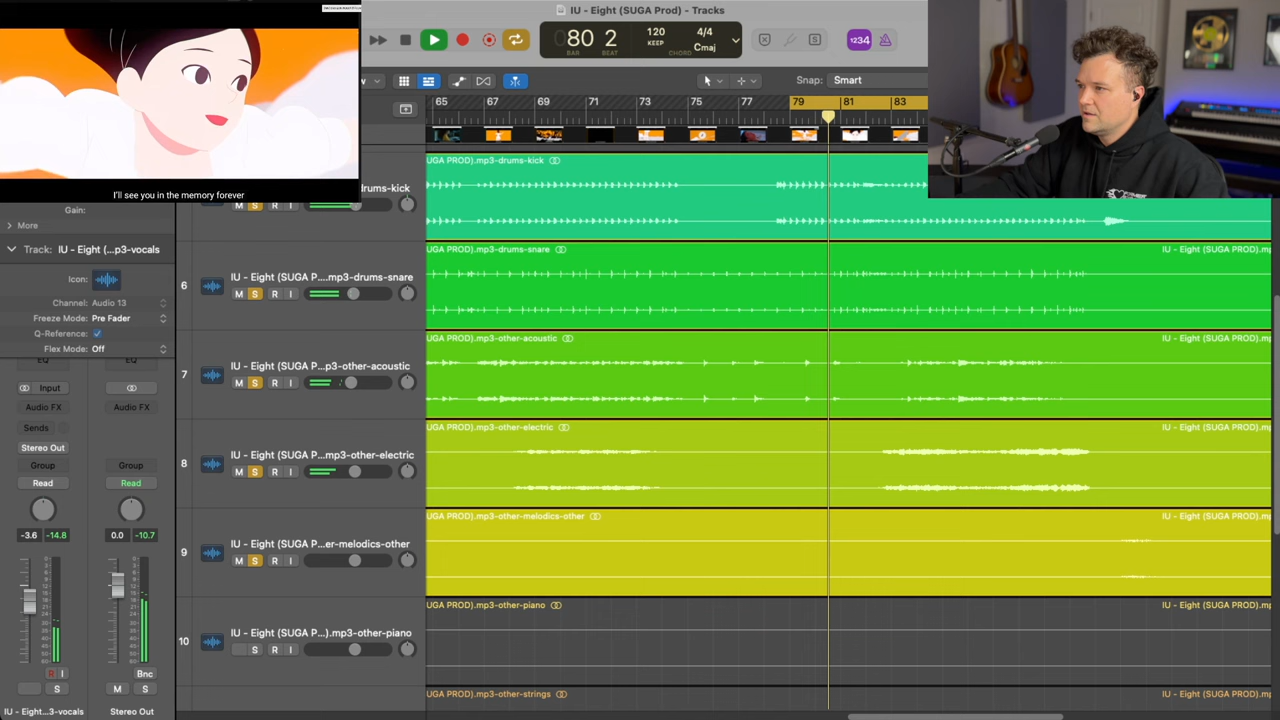 IU - Eight (SUGA Prod) - Tracks
80 2
BAR BEAT
120
KEEP
4/4
Cmaj
CHORD
1234
Snap: Smart
65 67 69 71 73 75 77 79 81 83
I'll see you in the memory forever
Gain:
More
Track: IU - Eight (...p3-vocals
Icon:
Channel: Audio 13
Freeze Mode: Pre Fader
Q-Reference:
Flex Mode: Off
EQ EQ
Input
Audio FX Audio FX
Sends
Stereo Out
Group Group
Read Read
-3.6 -14.8 0.0 -10.7
R I Bnc
S M S
IU - Eight...3-vocals Stereo Out
drums-kick
M S R I
UGA PROD).mp3-drums-kick
6
IU - Eight (SUGA P....mp3-drums-snare
M S R I
UGA PROD).mp3-drums-snare
IU - Eight (SUGA PROD).mp
7
IU - Eight (SUGA P...p3-other-acoustic
M S R I
UGA PROD).mp3-other-acoustic
IU - Eight (SUGA PROD).mp
8
IU - Eight (SUGA P...mp3-other-electric
M S R I
UGA PROD).mp3-other-electric
IU - Eight (SUGA PROD).mp
9
IU - Eight (SUGA P...er-melodics-other
M S R I
UGA PROD).mp3-other-melodics-other
IU - Eight (SUGA PROD).mp
10
IU - Eight (SUGA P...).mp3-other-piano
S R I
UGA PROD).mp3-other-piano
IU - Eight (SUGA PROD).mp
UGA PROD).mp3-other-strings
IU - Eight (SUGA PROD).mp